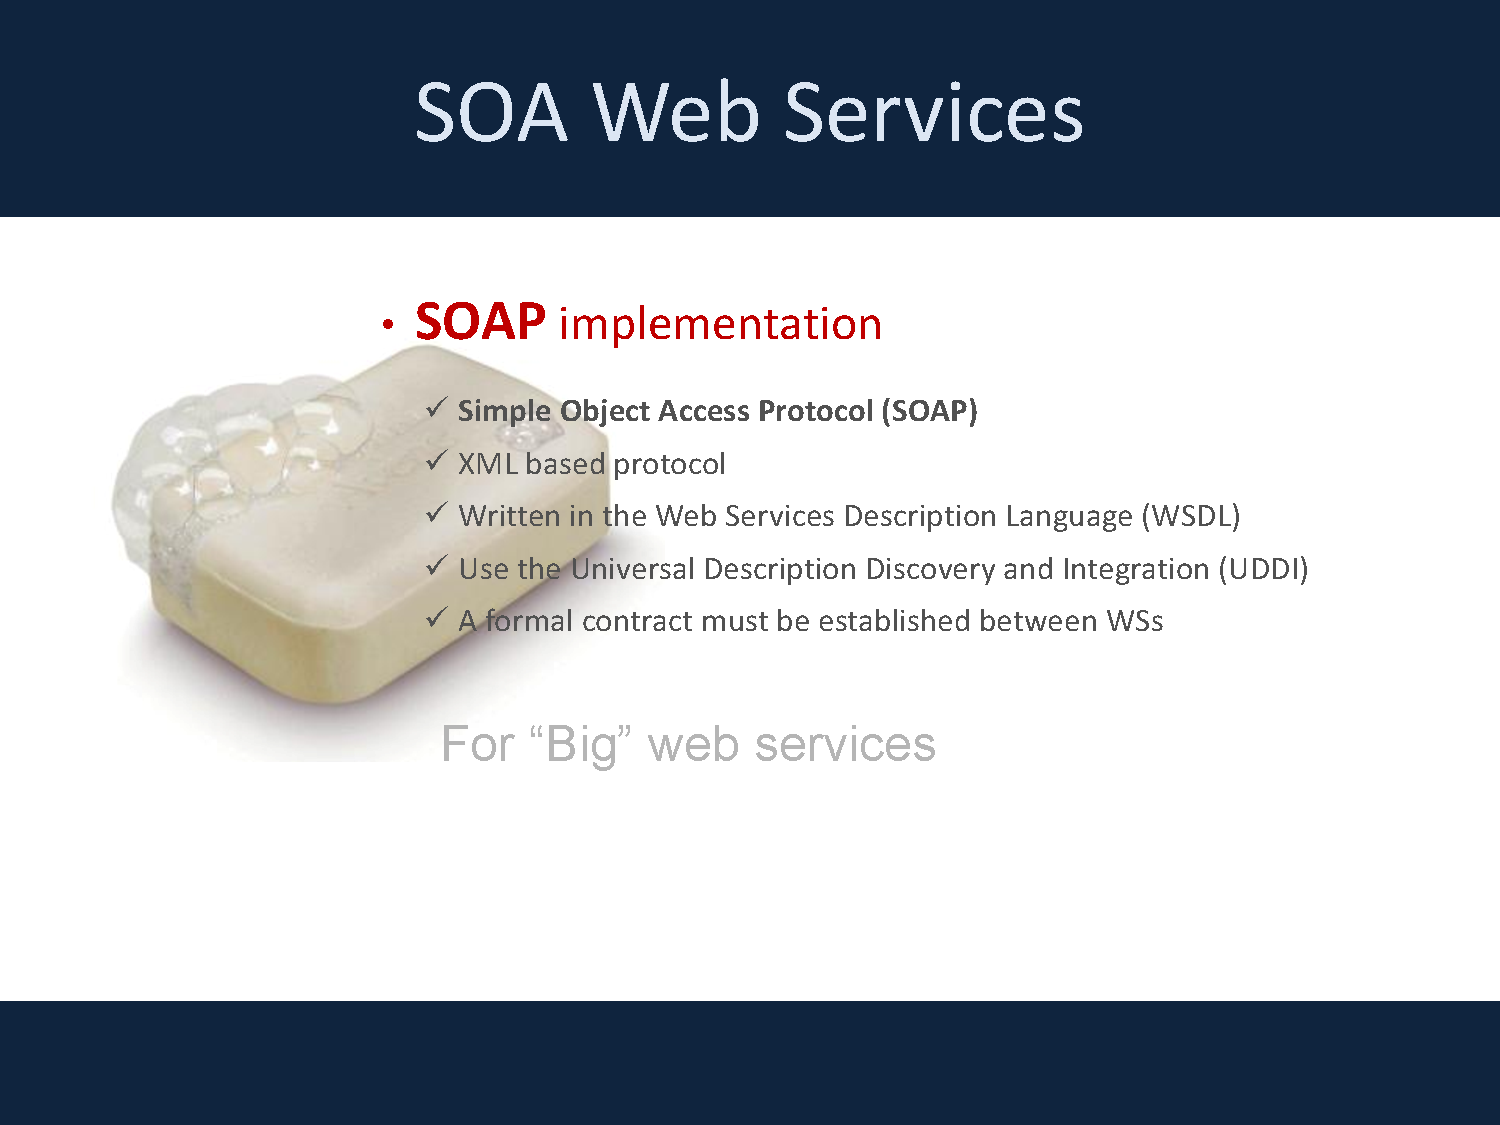 SOA Web Services
• SOAP implementation
✓ Simple Object Access Protocol (SOAP)
✓ XML based protocol
✓ Written in the Web Services Description Language (WSDL)
✓ Use the Universal Description Discovery and Integration (UDDI)
✓ A formal contract must be established between WSs
For “Big” web services